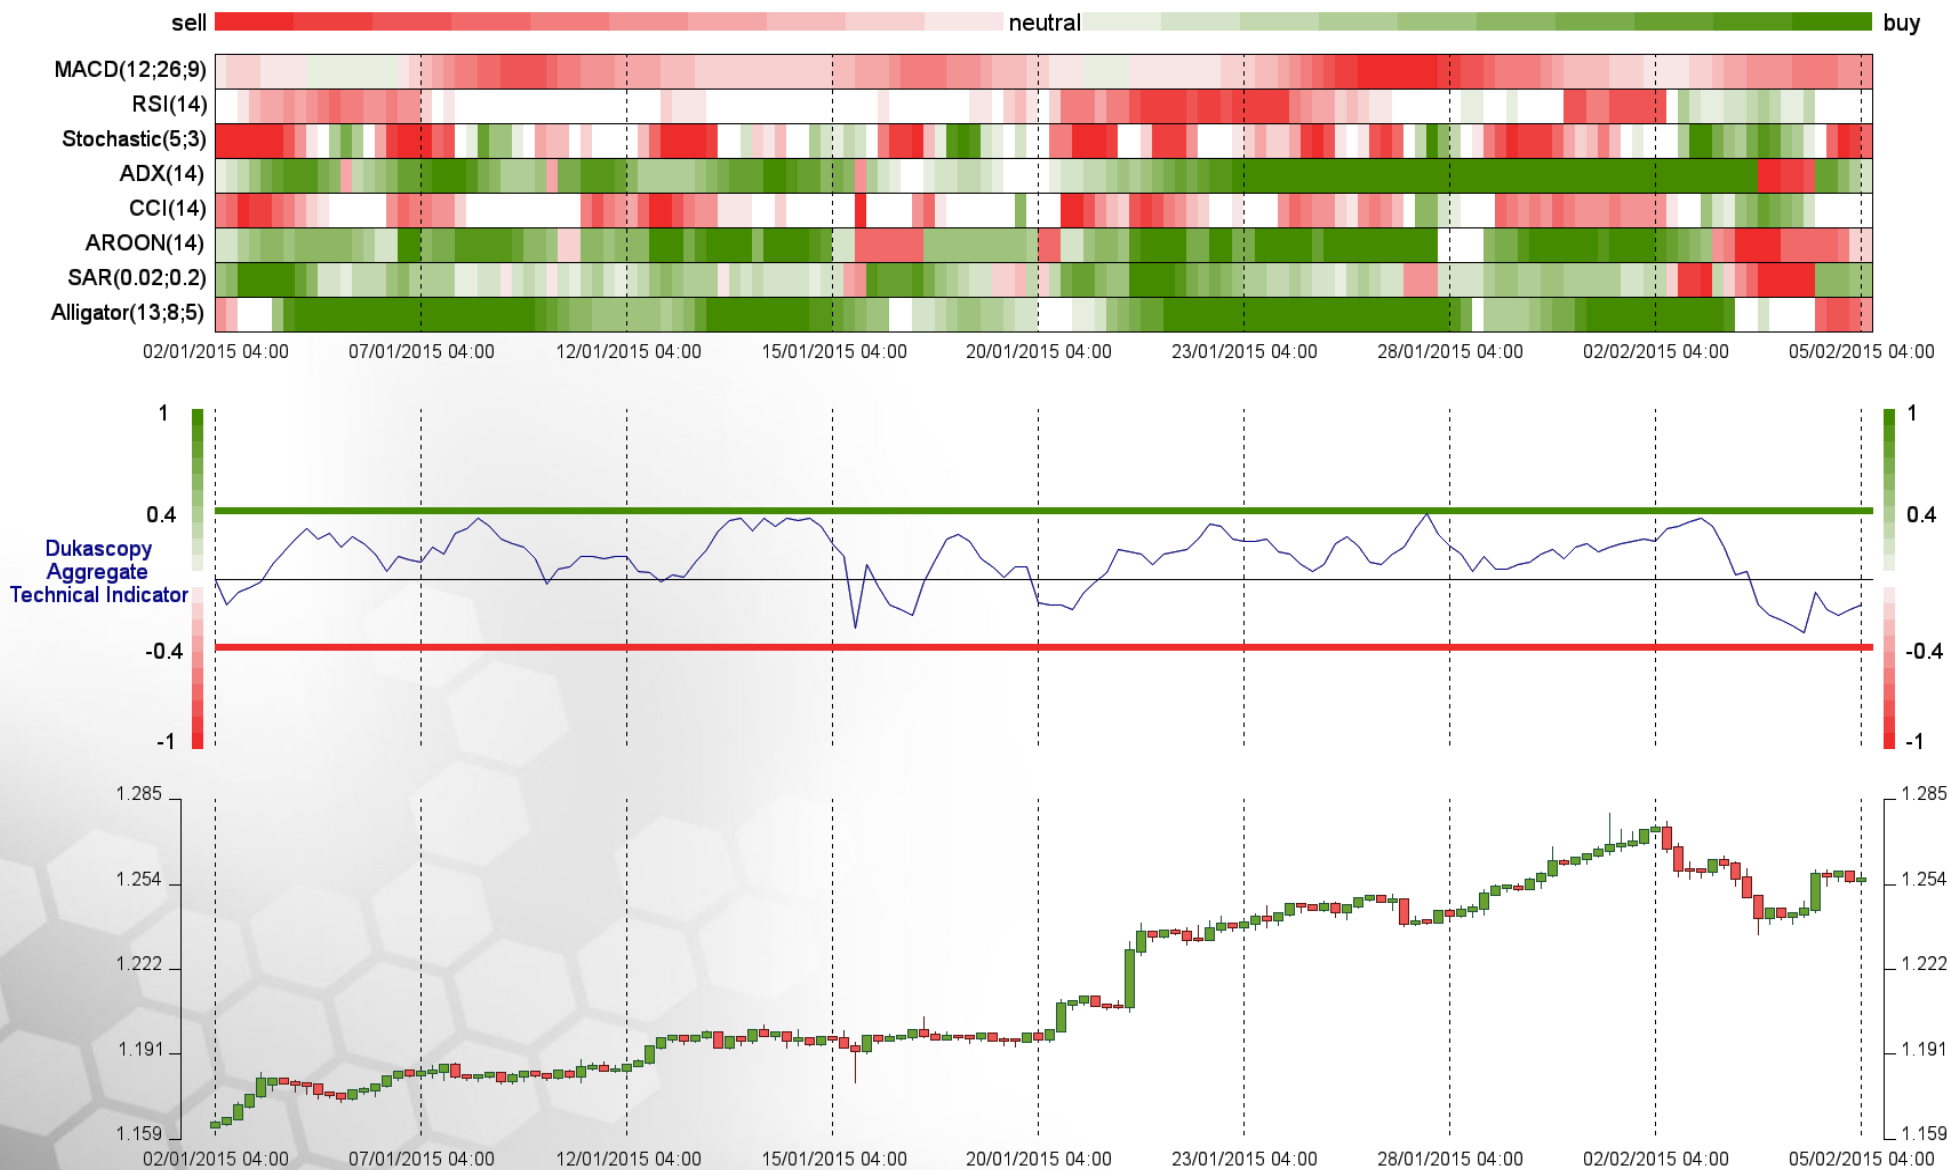 sell neutral buy
MACD(12;26;9)
RSI(14)
Stochastic(5;3)
ADX(14)
CCI(14)
AROON(14)
SAR(0.02;0.2)
Alligator(13;8;5)
02/01/2015 04:00 07/01/2015 04:00 12/01/2015 04:00 15/01/2015 04:00 20/01/2015 04:00 23/01/2015 04:00 28/01/2015 04:00 02/02/2015 04:00 05/02/2015 04:00
1 1
0.4 0.4
Dukascopy
Aggregate
Technical Indicator
-0.4 -0.4
-1 -1
1.285 1.285
1.254 1.254
1.222 1.222
1.191 1.191
1.159 1.159
02/01/2015 04:00 07/01/2015 04:00 12/01/2015 04:00 15/01/2015 04:00 20/01/2015 04:00 23/01/2015 04:00 28/01/2015 04:00 02/02/2015 04:00 05/02/2015 04:00